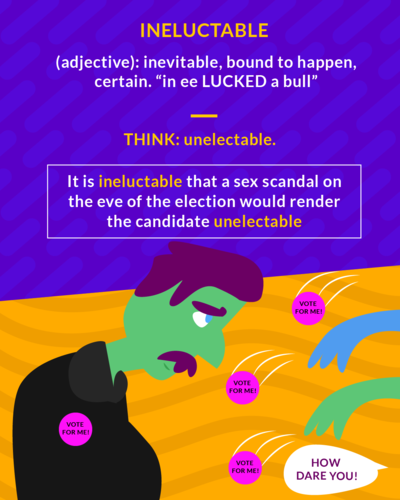 INELUCTABLE
(adjective): inevitable, bound to happen,
certain. “in ee LUCKED a bull”
THINK: unelectable.
It is ineluctable that a sex scandal on
the eve of the election would render
the candidate unelectable
VOTE
FOR ME!
VOTE
FOR ME!
VOTE
FOR ME!
VOTE
FOR ME!
HOW
DARE YOU!